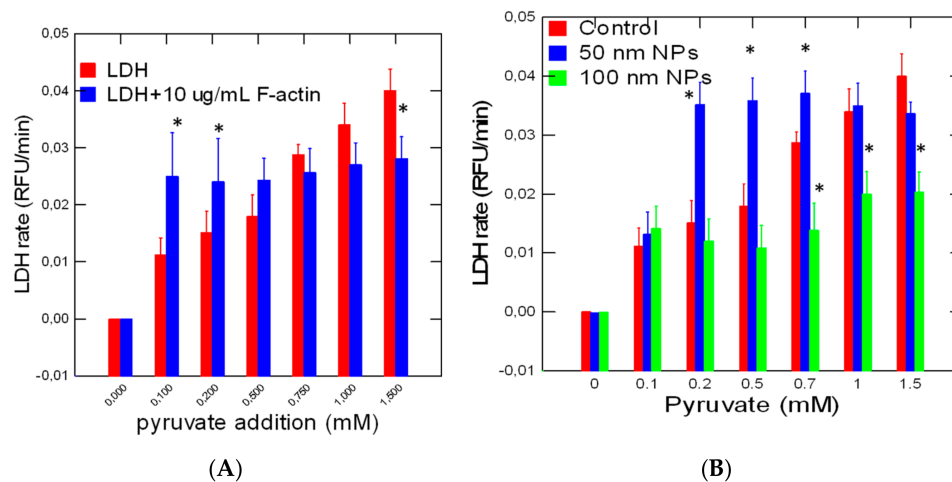 0,05
0,04
0,03
0,02
0,01
0,00
-0,01
LDH rate (RFU/min)
LDH
LDH+10 ug/mL F-actin
* * *
0,000 0,100 0,200 0,500 0,750 1,000 1,500
pyruvate addition (mM)
(A)
0,05
0,04
0,03
0,02
0,01
0,00
-0,01
LDH rate (RFU/min)
Control
50 nm NPs
100 nm NPs
* * * * * *
0 0.1 0.2 0.5 0.7 1 1.5
Pyruvate (mM)
(B)